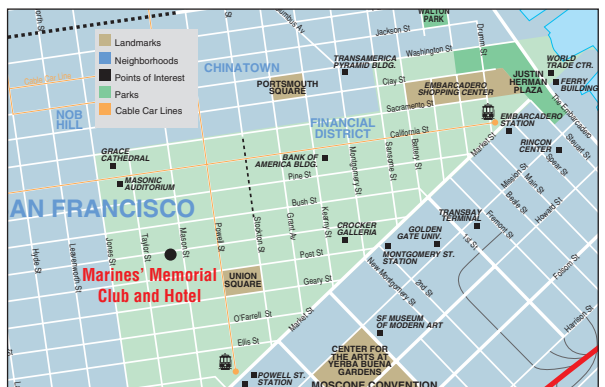 WALTON
PARK
Jackson St
Washington St
Drumm St
Landmarks
Neighborhoods
Points of Interest
Parks
Cable Car Lines
CHINATOWN
TRANSAMERICA
PYRAMID BLDG.
Clay St
WORLD
TRADE CTR.
PORTSMOUTH
SQUARE
EMBARCADERO
SHOPPING CENTER
JUSTIN
HERMAN
PLAZA
FERRY
BUILDING
NOB
HILL
Sacramento St
The Embarcadero
FINANCIAL
DISTRICT
California St
EMBARCADERO
STATION
Market St
GRACE
CATHEDRAL
BANK OF
AMERICA BLDG.
Montgomery St
Sansome St
Battery St
RINCON
CENTER
Steuart St
Spear St
Main St
Mission St
Beale St
Howard St
Fremont St
MASONIC
AUDITORIUM
Pine St
Bush St
AN FRANCISCO
TRANSBAY
TERMINAL
Hyde St
Leavenworth St
Jones St
Taylor St
Mason St
Powell St
Stockton St
Grant Av
Kearny St
CROCKER
GALLERIA
GOLDEN
GATE UNIV.
1st St
Folsom St
Post St
MONTGOMERY ST.
STATION
Marines' Memorial
Club and Hotel
UNION
SQUARE
Geary St
New Montgomery St
2nd St
Harrison St
O'Farrell St
Market St
SF MUSEUM
OF MODERN ART
Ellis St
CENTER FOR
THE ARTS AT
YERBA BUENA
GARDENS
POWELL ST.
STATION
MOSCONE CONVENTION